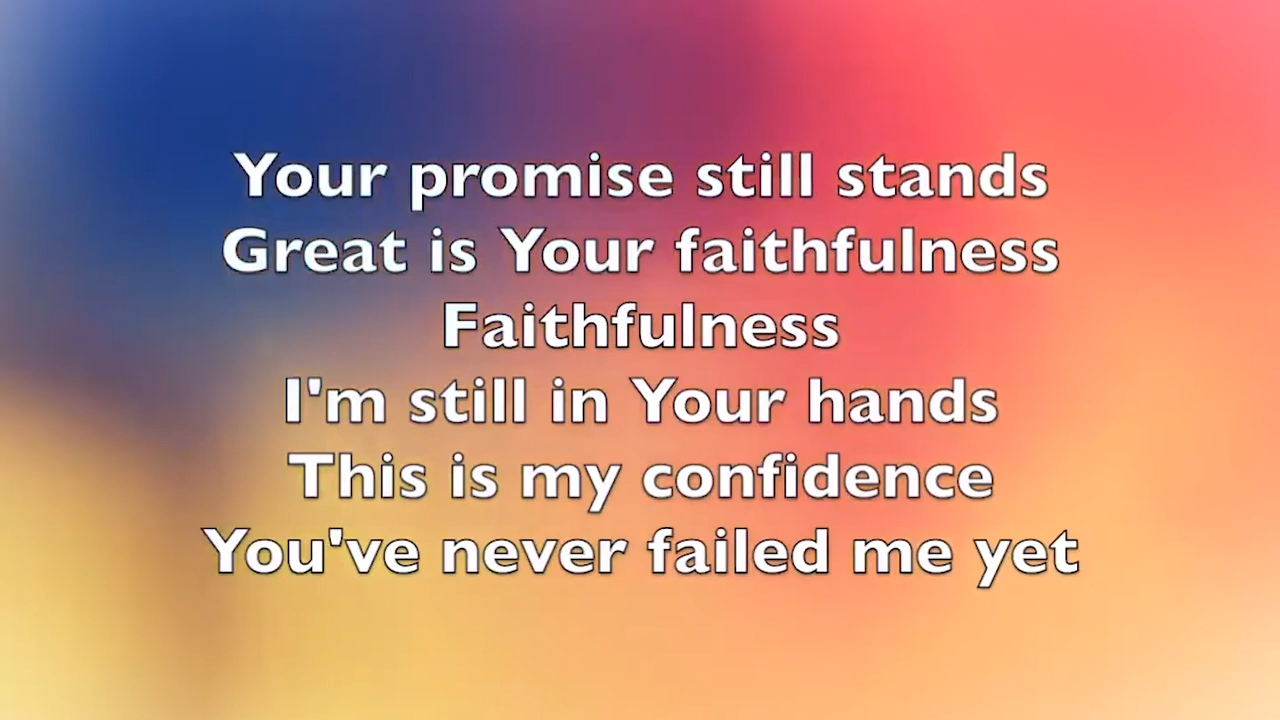 Your promise still stands
Great is Your faithfulness
Faithfulness
I'm still in Your hands
This is my confidence
You've never failed me yet